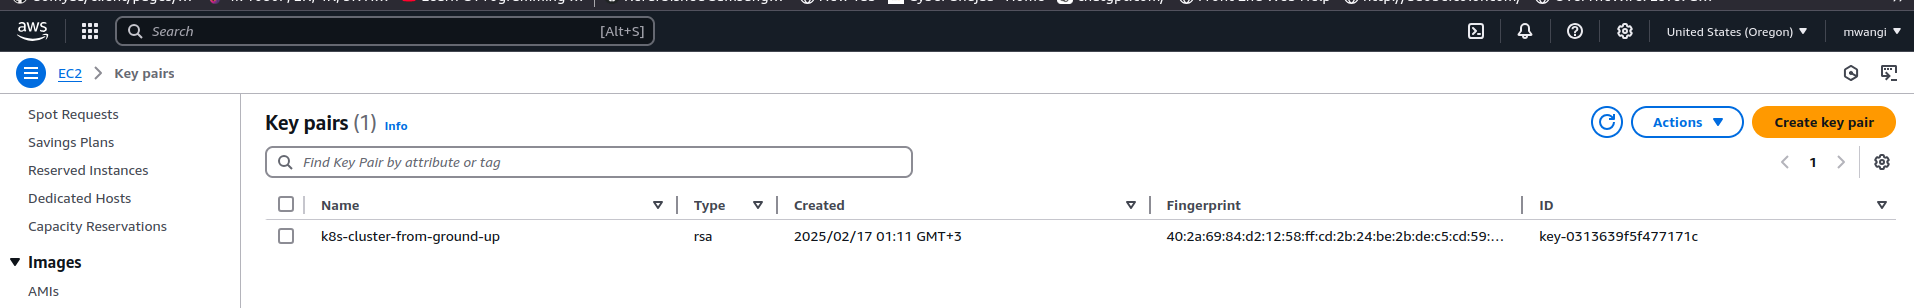 aws
Search [Alt+S]
United States (Oregon)
mwangi
EC2
Key pairs
Spot Requests
Savings Plans
Reserved Instances
Dedicated Hosts
Capacity Reservations
Images
AMIs
Key pairs (1) Info
Actions
Create key pair
Find Key Pair by attribute or tag
1
Name Type Created Fingerprint ID
k8s-cluster-from-ground-up rsa 2025/02/17 01:11 GMT+3 40:2a:69:84:d2:12:58:ff:cd:2b:24:be:2b:de:c5:cd:59:... key-0313639f5f477171c